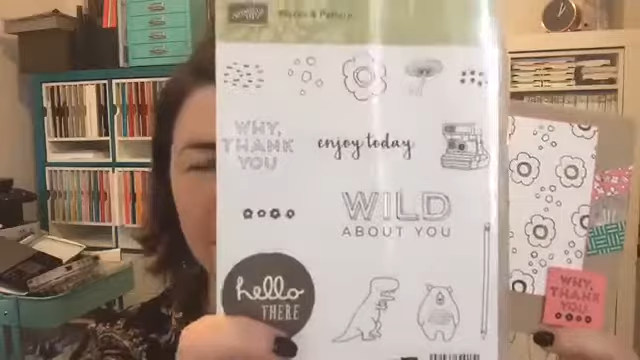 WHY,
THANK
YOU
enjoy today
WILD
ABOUT YOU
hello
THERE
WHY,
THANK
YOU